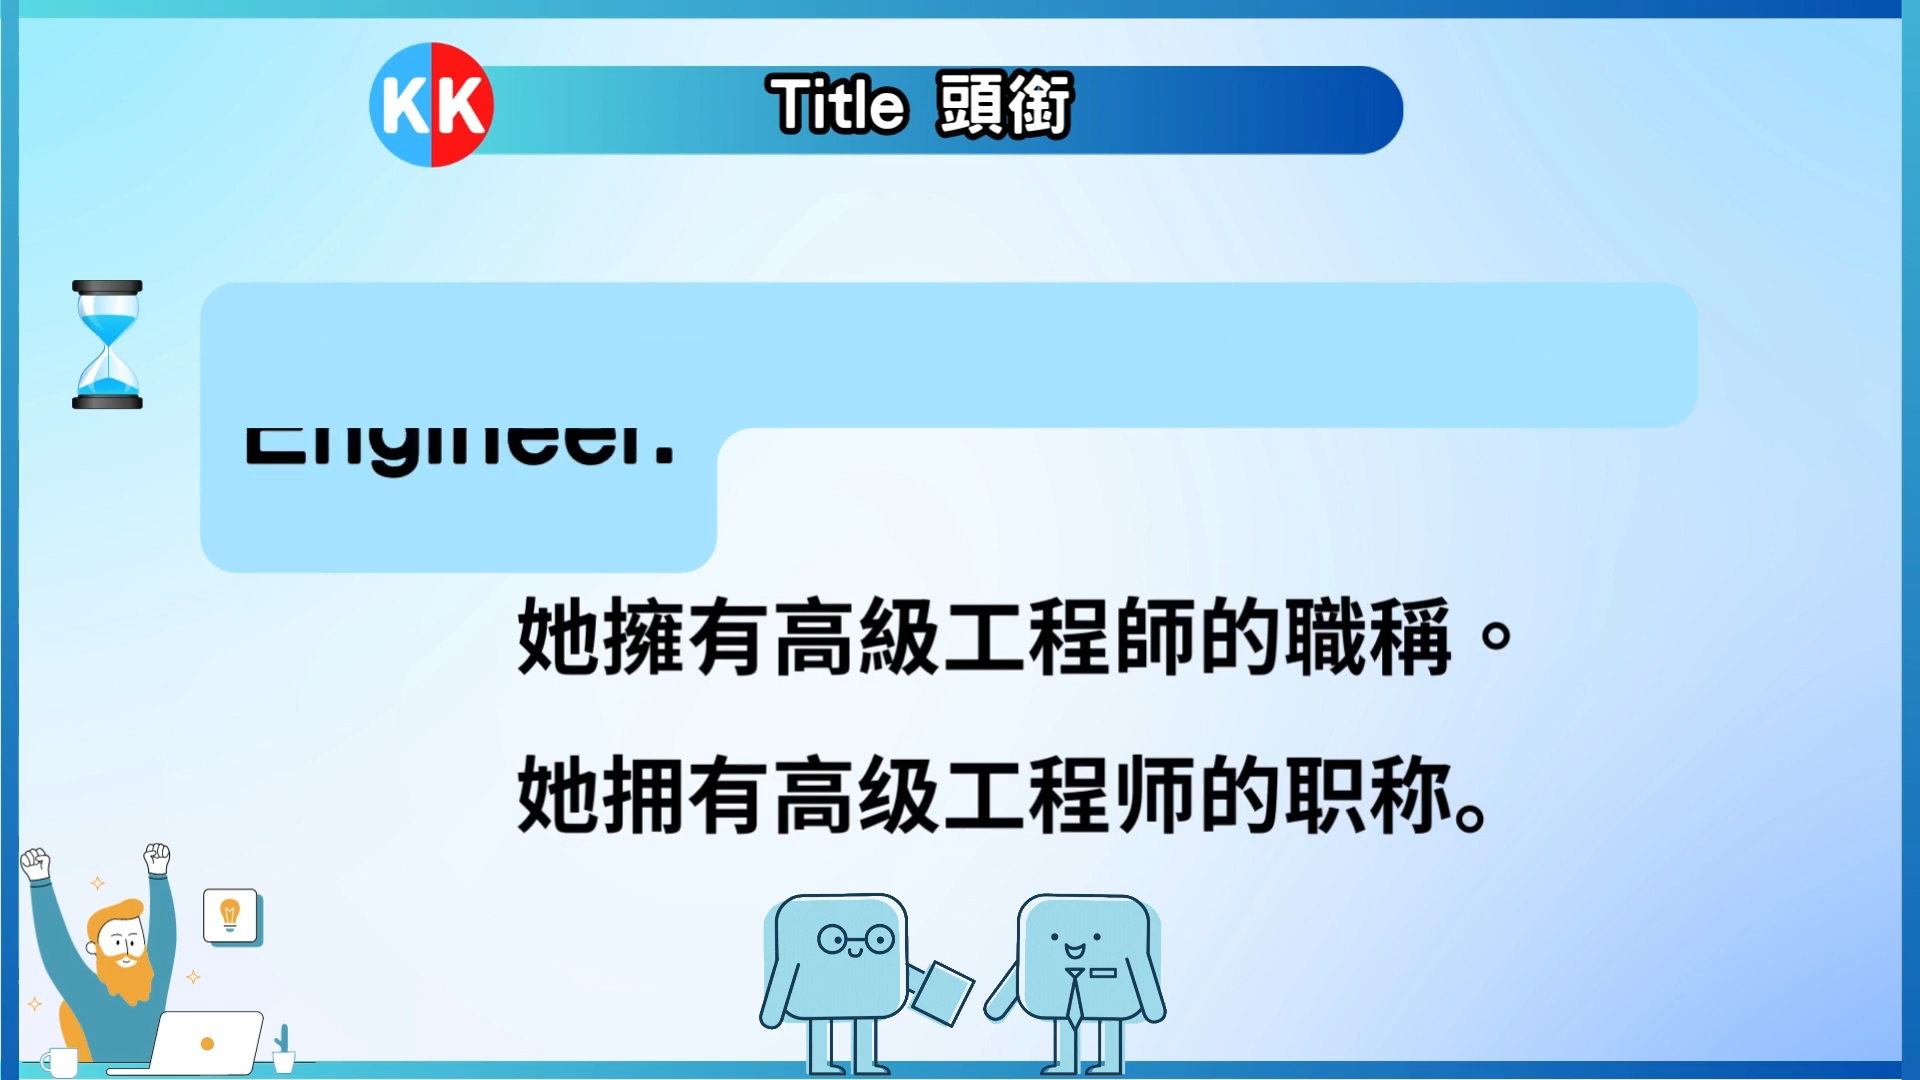 KK
Title 頭銜
Engineer.
她擁有高級工程師的職稱。
她拥有高级工程师的职称。